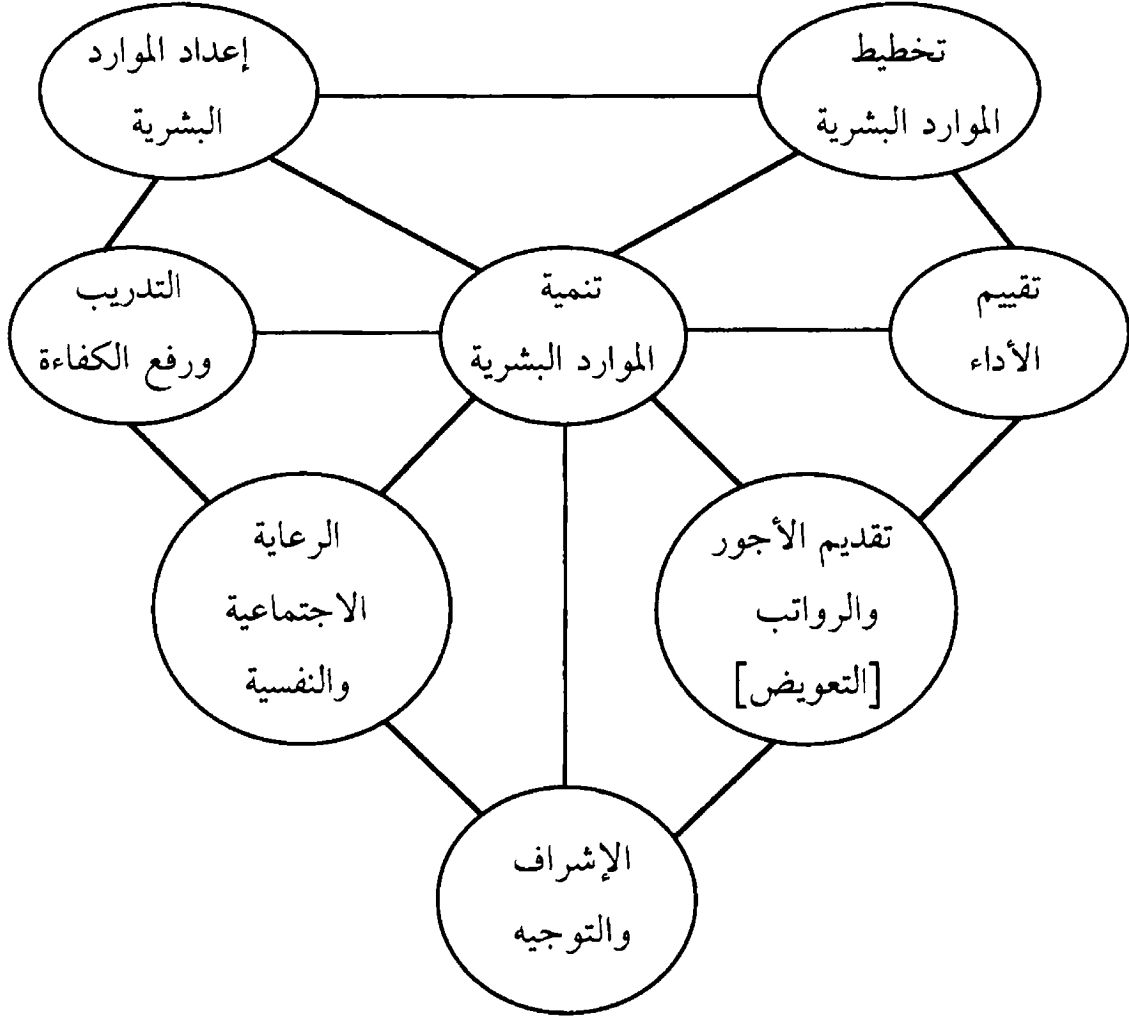 تخطيط
الموارد البشرية
إعداد الموارد
البشرية
تقييم
الأداء
تنمية
الموارد البشرية
التدريب
ورفع الكفاءة
تقديم الأجور
والرواتب
[التعويض]
الرعاية
الاجتماعية
والنفسية
الإشراف
والتوجيه